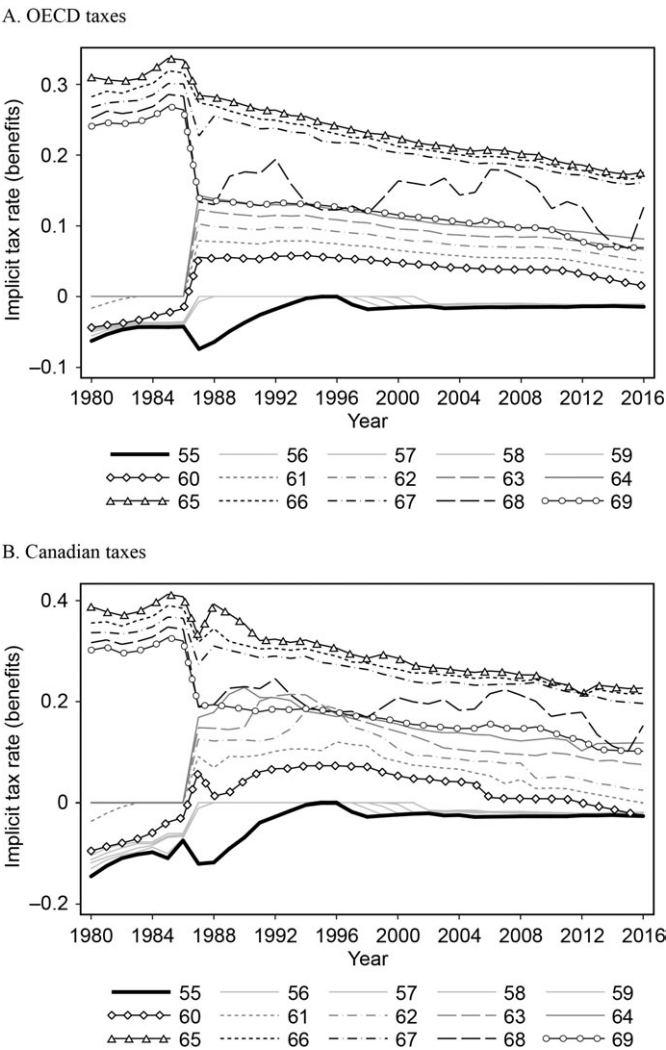 A. OECD taxes
Implicit tax rate (benefits)
0.3
0.2
0.1
0
–0.1
1980 1984 1988 1992 1996 2000 2004 2008 2012 2016
Year
55 56 57 58 59
60 61 62 63 64
65 66 67 68 69
B. Canadian taxes
Implicit tax rate (benefits)
0.4
0.2
0
–0.2
1980 1984 1988 1992 1996 2000 2004 2008 2012 2016
Year
55 56 57 58 59
60 61 62 63 64
65 66 67 68 69